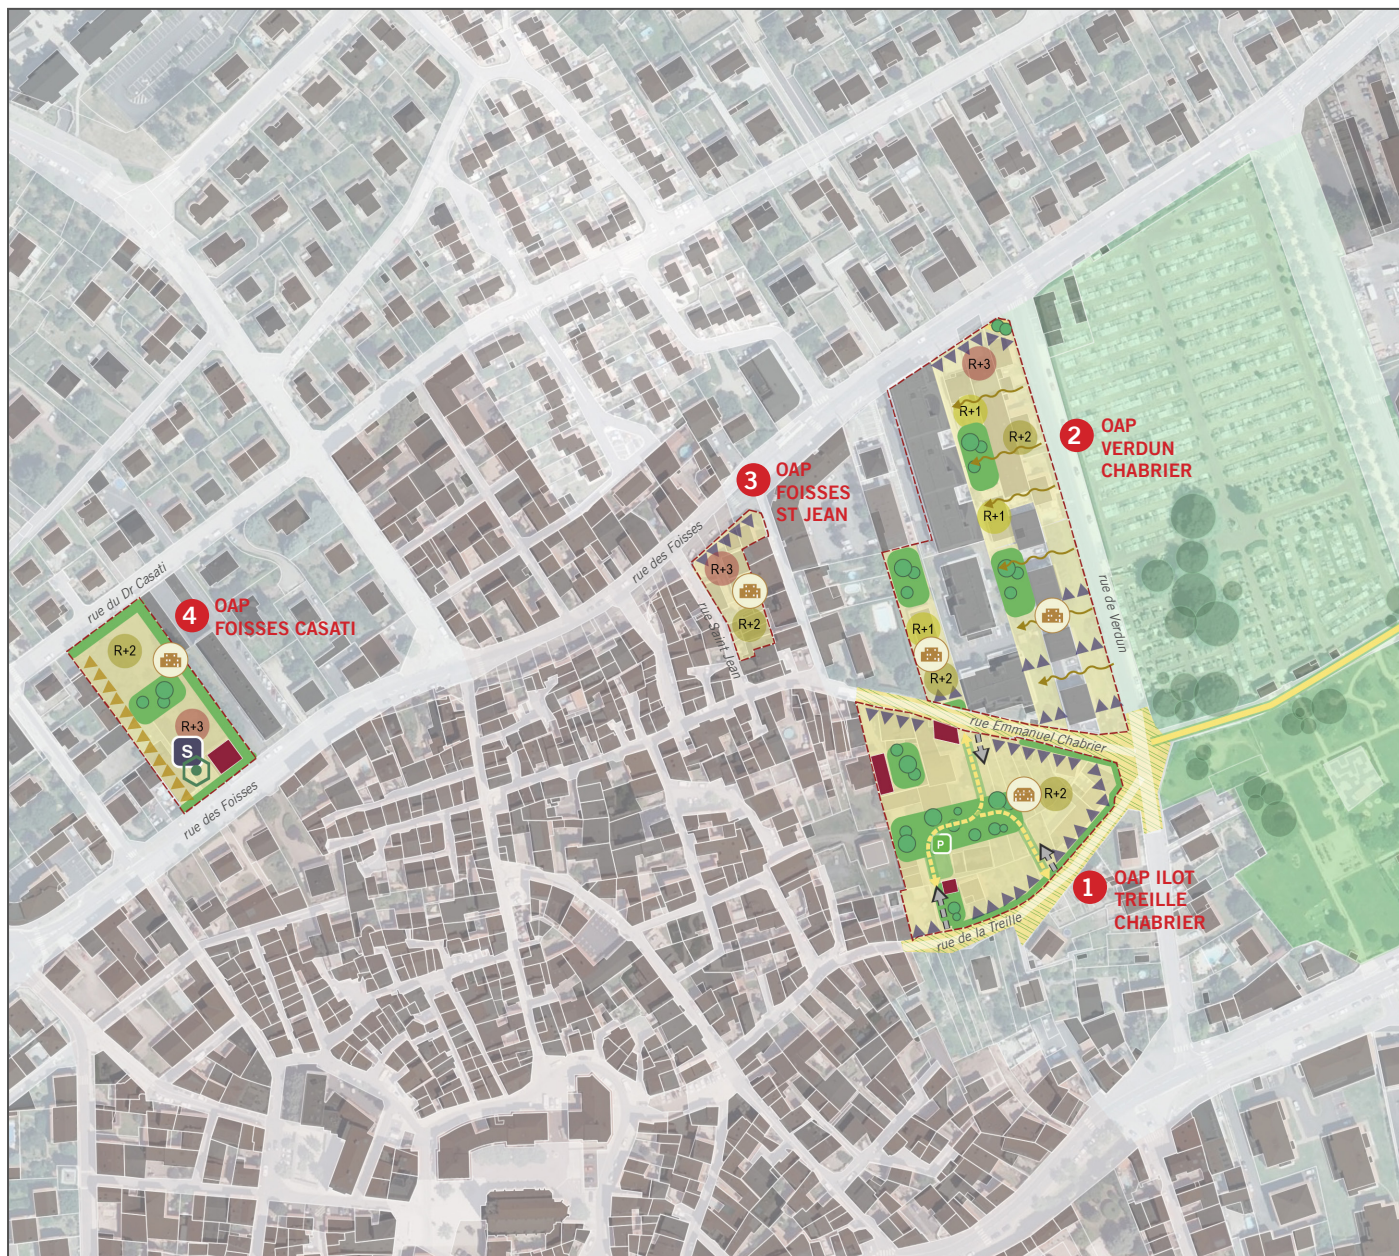 R+3
R+1
R+2
2
OAP
VERDUN
CHABRIER
3
OAP
FOISSES
ST JEAN
R+1
rue des Foisses
R+3
R+2
rue Saint Jean
rue de Verdun
R+1
R+2
rue du Dr Casati
4
OAP
FOISSES CASATI
R+2
R+3
S
rue des Foisses
rue Emmanuel Chabrier
R+2
P
1
OAP ILOT
TREILLE
CHABRIER
rue de la Treille